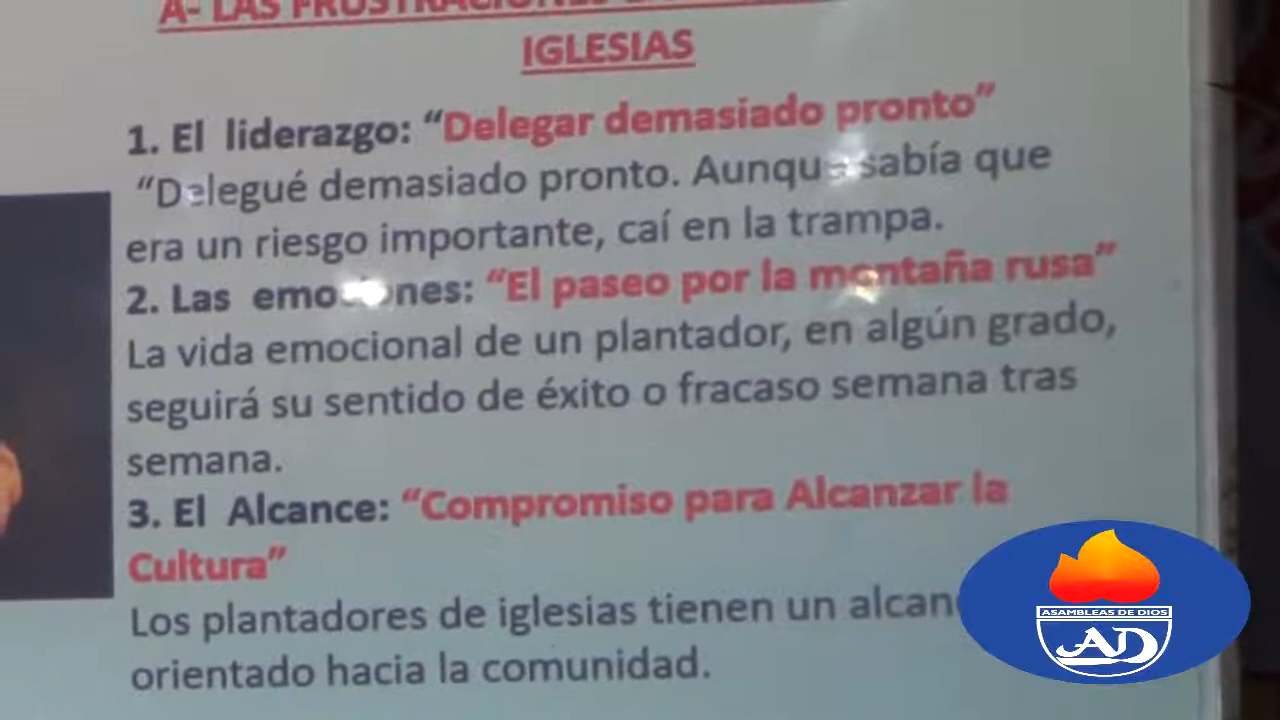 A- LAS FRUSTRACIONES
IGLESIAS
1. El liderazgo: “Delegar demasiado pronto”
“Delegué demasiado pronto. Aunque sabía que
era un riesgo importante, caí en la trampa.
2. Las emociones: “El paseo por la montaña rusa”
La vida emocional de un plantador, en algún grado,
seguirá su sentido de éxito o fracaso semana tras
semana.
3. El Alcance: “Compromiso para Alcanzar la
Cultura”
Los plantadores de iglesias tienen un alcan
orientado hacia la comunidad.
ASAMBLEAS DE DIOS
AD